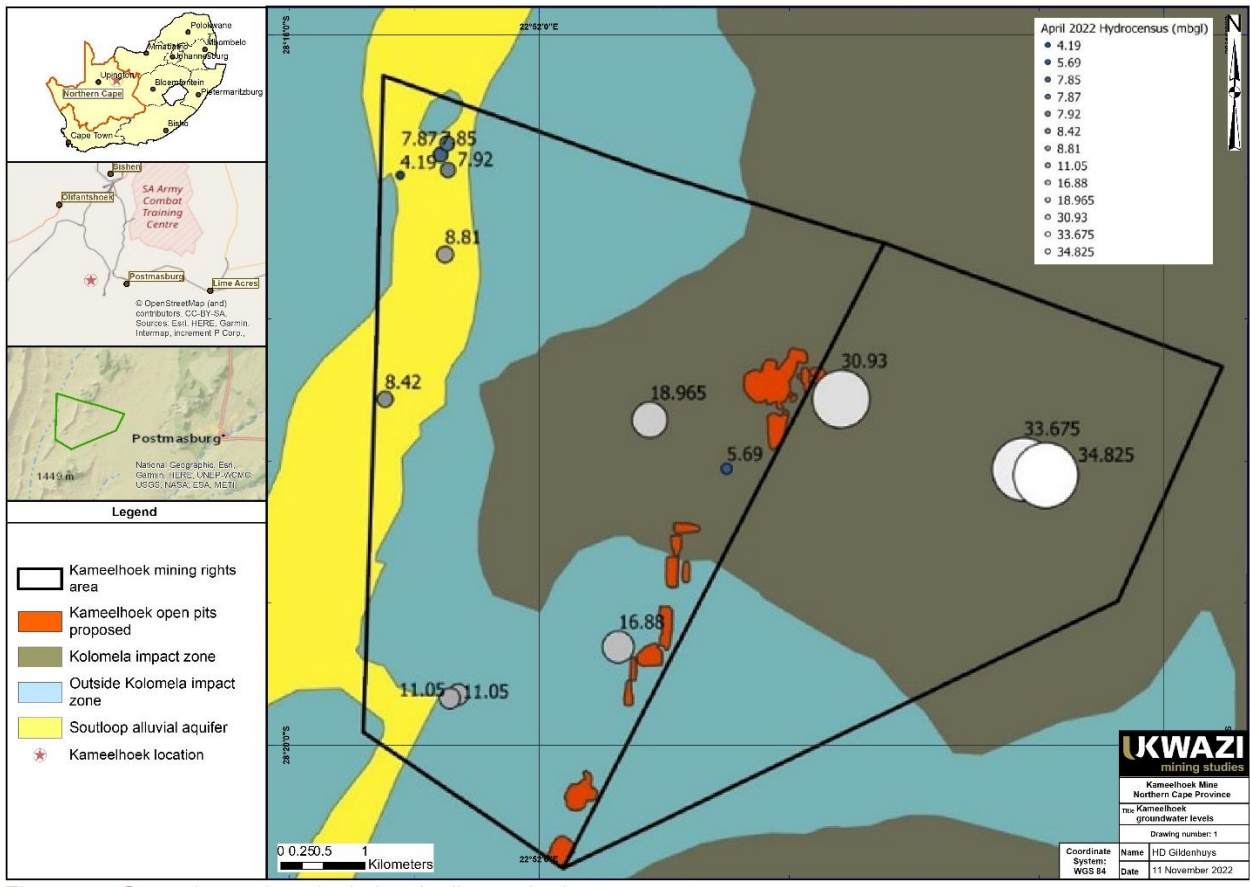 Polokwane
Mmabatho
Mbombelo
Johannesburg
Upington
Northern Cape
Bloemfontein
Pietermaritzburg
Bisho
Cape Town
Bishen
Olifantshoek
SA Army
Combat
Training
Centre
Postmasburg
Lime Acres
© OpenStreetMap (and)
contributors, CC-BY-SA,
Sources: Esri, HERE, Garmin,
Intermap, increment P Corp.,
Postmasburg
1449 m
National Geographic, Esri,
Garmin, HERE, UNEP-WCMC,
USGS, NASA, ESA, METI,
Legend
Kameelhoek mining rights
area
Kameelhoek open pits
proposed
Kolomela impact zone
Outside Kolomela impact
zone
Soutloop alluvial aquifer
Kameelhoek location
28°16'0"S
22°52'0"E
April 2022 Hydrocensus (mbgl)
4.19
5.69
7.85
7.87
7.92
8.42
8.81
11.05
16.88
18.965
30.93
33.675
34.825
N
7.87 7.85
4.19 7.92
8.81
8.42
18.965
30.93
5.69
33.675
34.825
16.88
11.05 11.05
28°20'0"S
22°52'0"E
0 0.250.5 1
Kilometers
UKWAZI
mining studies
Kameelhoek Mine
Northern Cape Province
Title: Kameelhoek
groundwater levels
Drawing number: 1
Coordinate
System:
WGS 84
Name HD Gildenhuys
Date 11 November 2022